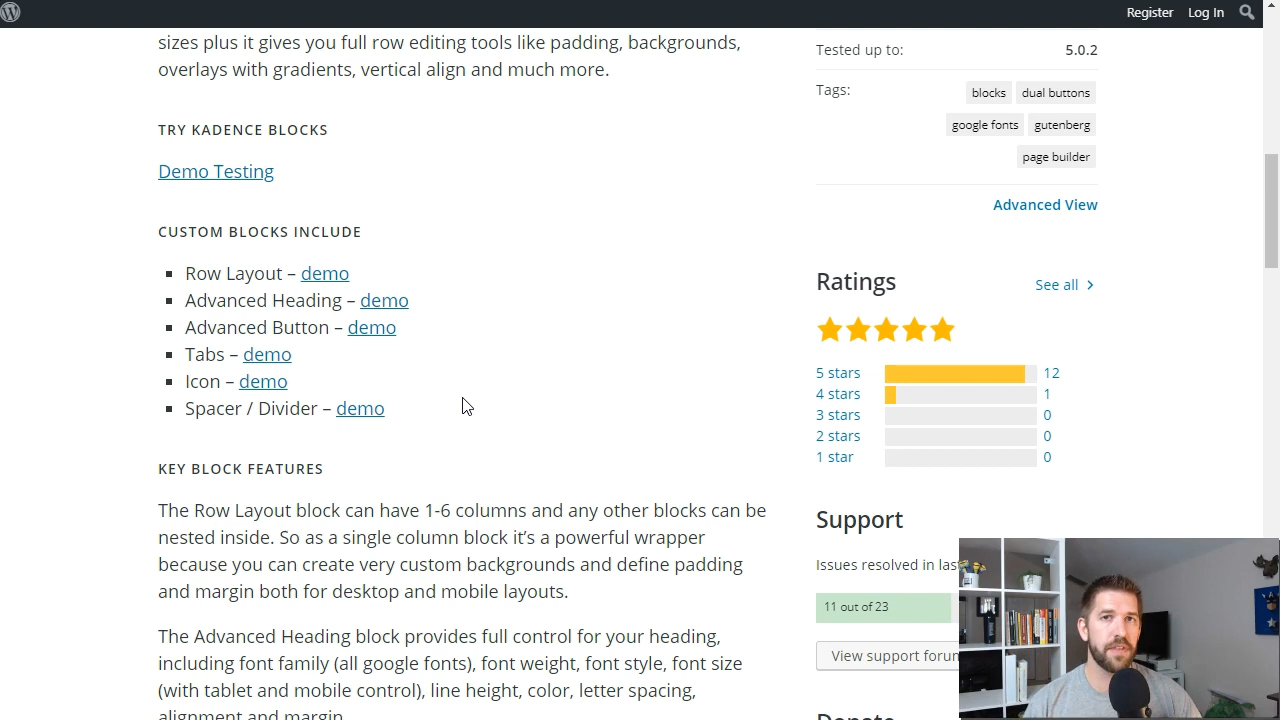 Register Log In
sizes plus it gives you full row editing tools like padding, backgrounds,
overlays with gradients, vertical align and much more.
TRY KADENCE BLOCKS
Demo Testing
CUSTOM BLOCKS INCLUDE
Row Layout – demo
Advanced Heading – demo
Advanced Button – demo
Tabs – demo
Icon – demo
Spacer / Divider – demo
KEY BLOCK FEATURES
The Row Layout block can have 1-6 columns and any other blocks can be
nested inside. So as a single column block it's a powerful wrapper
because you can create very custom backgrounds and define padding
and margin both for desktop and mobile layouts.
The Advanced Heading block provides full control for your heading,
including font family (all google fonts), font weight, font style, font size
(with tablet and mobile control), line height, color, letter spacing,
alignment and margin.
Tested up to: 5.0.2
Tags: blocks dual buttons
google fonts gutenberg
page builder
Advanced View
Ratings See all
5 stars 12
4 stars 1
3 stars 0
2 stars 0
1 star 0
Support
Issues resolved in
11 out of 23
View support
Donate